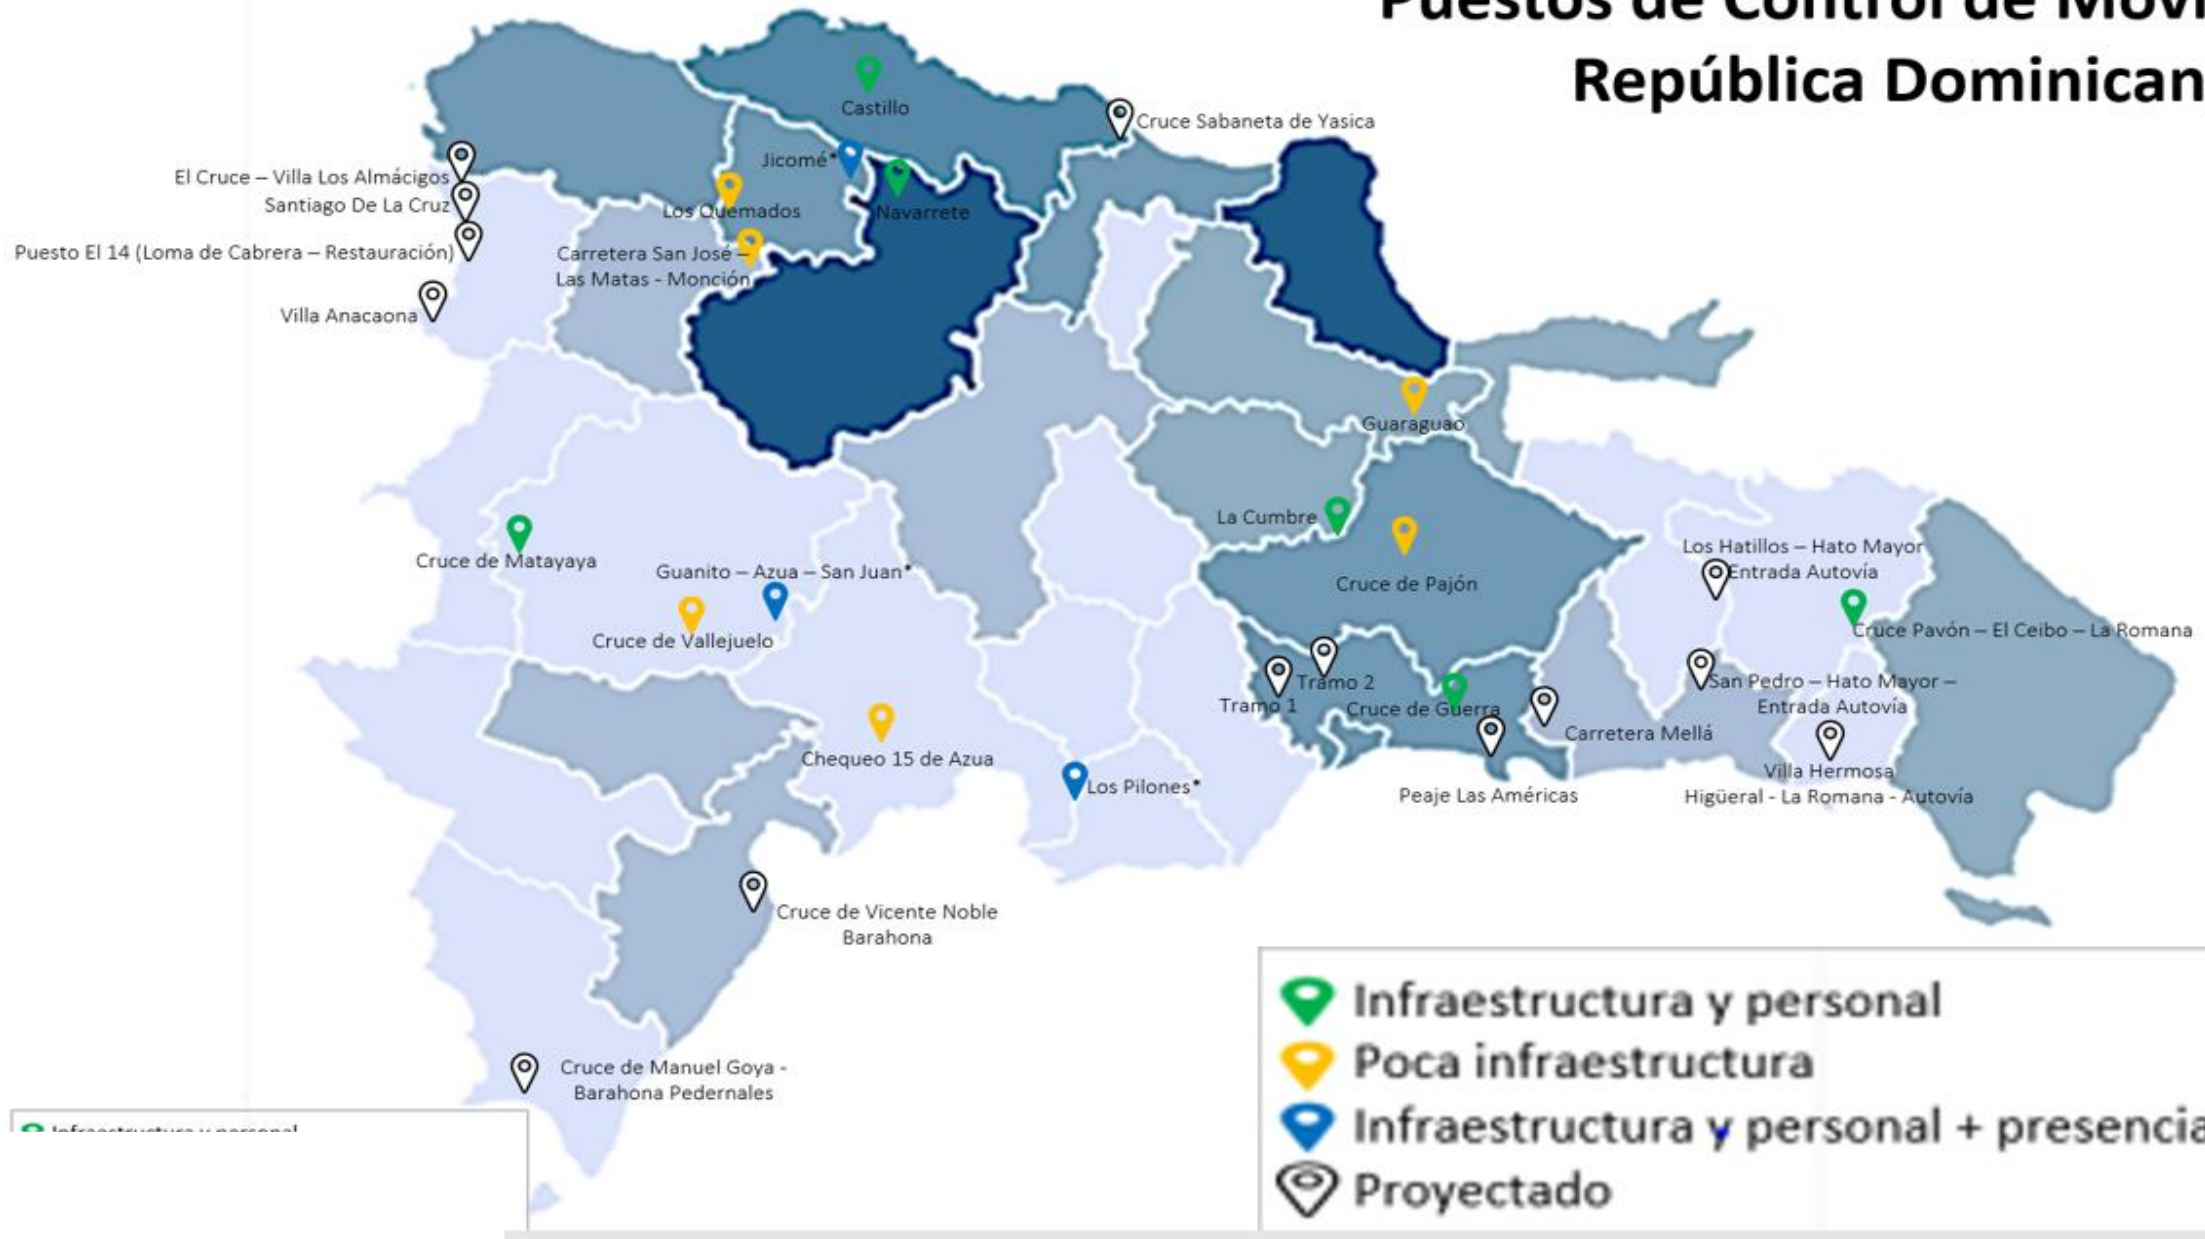 Puestos de Control de Movi
República Dominican
Castillo
Cruce Sabaneta de Yasica
Jicomé*
El Cruce – Villa Los Almácigos
Santiago De La Cruz
Los Quemados
Navarrete
Puesto El 14 (Loma de Cabrera – Restauración)
Carretera San José –
Las Matas - Monción
Villa Anacaona
Guaraguao
La Cumbre
Cruce de Matayaya
Guanito – Azua – San Juan*
Cruce de Pajón
Los Hatillos – Hato Mayor
Entrada Autovía
Cruce de Vallejuelo
Cruce Pavón – El Ceibo – La Romana
Tramo 2
Tramo 1
Cruce de Guerra
San Pedro – Hato Mayor –
Entrada Autovía
Carretera Mellá
Chequeo 15 de Azua
Los Pilones*
Peaje Las Américas
Villa Hermosa
Higüeral - La Romana - Autovía
Cruce de Vicente Noble
Barahona
Cruce de Manuel Goya -
Barahona Pedernales
Infraestructura y personal
Infraestructura y personal
Poca infraestructura
Infraestructura y personal + presencia
Proyectado